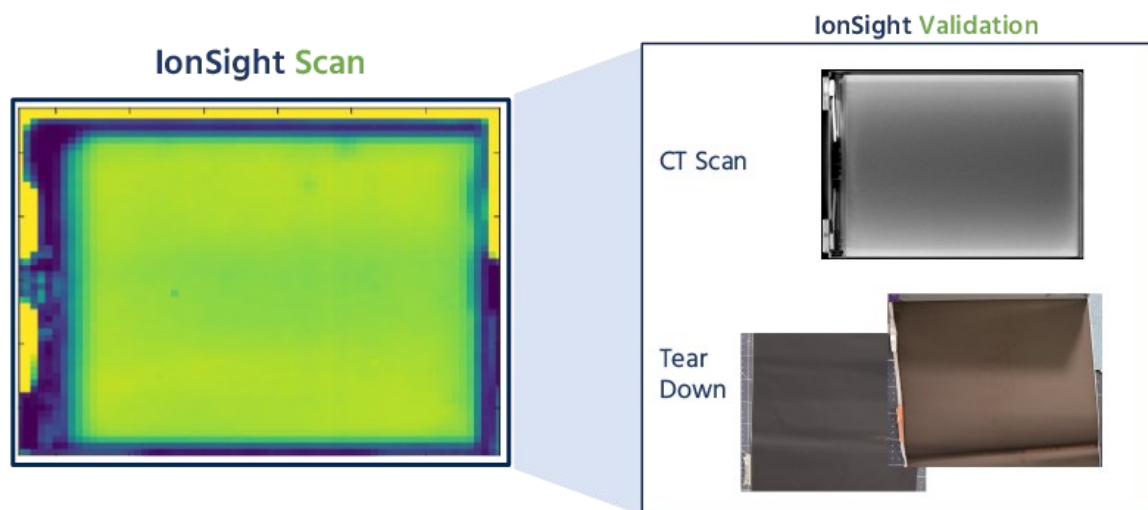 IonSight Scan
IonSight Validation
CT Scan
Tear
Down